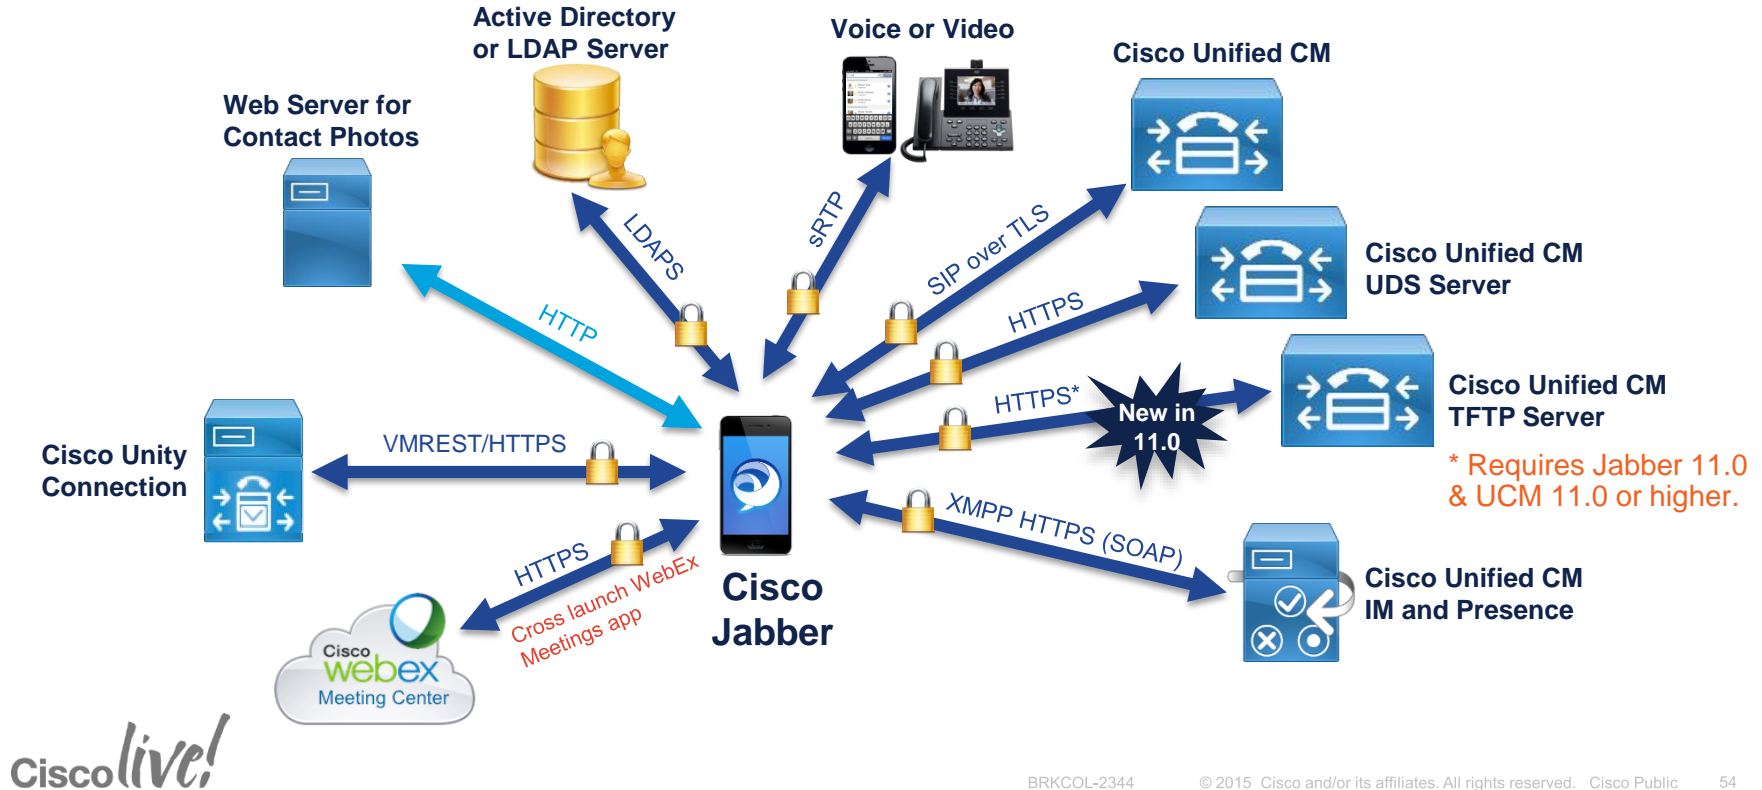 Active Directory
or LDAP Server
Voice or Video
Cisco Unified CM
Web Server for
Contact Photos
LDAPS
sRTP
SIP over TLS
Cisco Unified CM
UDS Server
HTTP
HTTPS
HTTPS*
New in
11.0
Cisco Unified CM
TFTP Server
* Requires Jabber 11.0
& UCM 11.0 or higher.
Cisco Unity
Connection
VMREST/HTTPS
XMPP HTTPS (SOAP)
HTTPS
Cross launch WebEx
Meetings app
Cisco
Jabber
Cisco Unified CM
IM and Presence
Cisco
webex
Meeting Center
Cisco live!
BRKCOL-2344
© 2015 Cisco and/or its affiliates. All rights reserved. Cisco Public
54